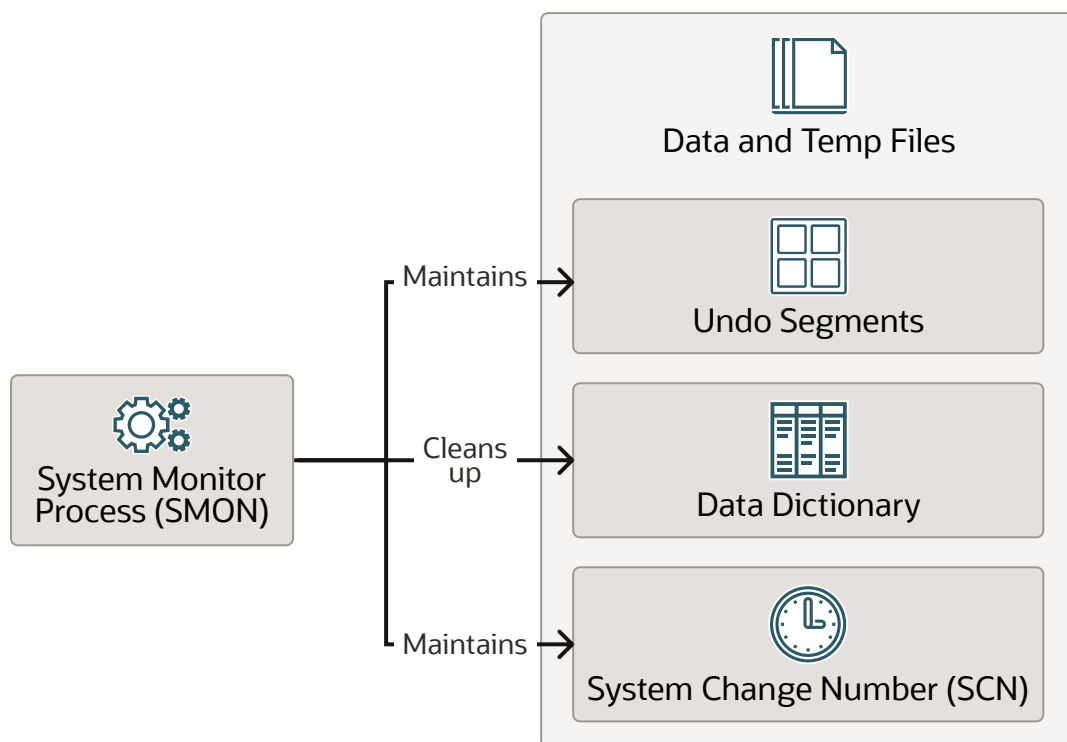 Data and Temp Files
Maintains
Undo Segments
System Monitor
Process (SMON)
Cleans
up
Data Dictionary
Maintains
System Change Number (SCN)